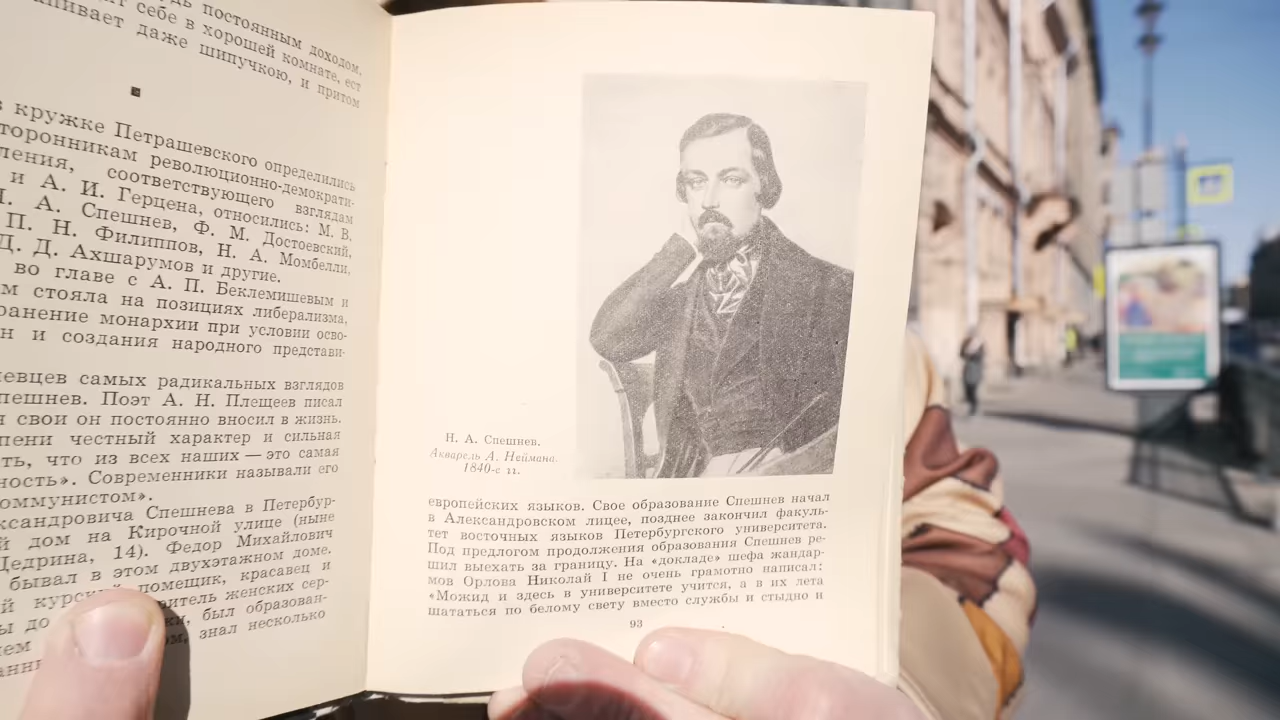 постоянным доходом,
себе в хорошей комнате, ест
даже шипучкою, и притом
кружке Петрашевского определились
революционно-демократи-
соответствующего взглядам
и А. И. Герцена, относились: М. В.
А. Спешнев, Ф. М. Достоевский,
П. Н. Филиппов, Н. А. Момбелли,
Д. Д. Ахшарумов и другие.
во главе с А. П. Беклемишевым и
стояла на позициях либерализма,
монархии при условии осво-
и создания народного представи-
самых радикальных взглядов
Поэт А. Н. Плещеев писал
свои он постоянно вносил в жизнь.
честный характер и сильная
что из всех наших — это самая
Современники называли его
в Петербур-
дом на Кирочной улице (ныне
14). Федор Михайлович
бывал в этом двухэтажном доме.
помещик, красавец и
женских сер-
был образован-
знал несколько
Н. А. Спешнев.
Акварель А. Неймана.
1840-е гг.
европейских языков. Свое образование Спешнев начал
в Александровском лицее, позднее закончил факуль-
тет восточных языков Петербургского университета.
Под предлогом продолжения образования Спешнев ре-
шил выехать за границу. На «докладе» шефа жандар-
мов Орлова Николай I не очень грамотно написал:
«Можид и здесь в университете учится, а в их лета
шататься по белому свету вместо службы и стыдно и
93